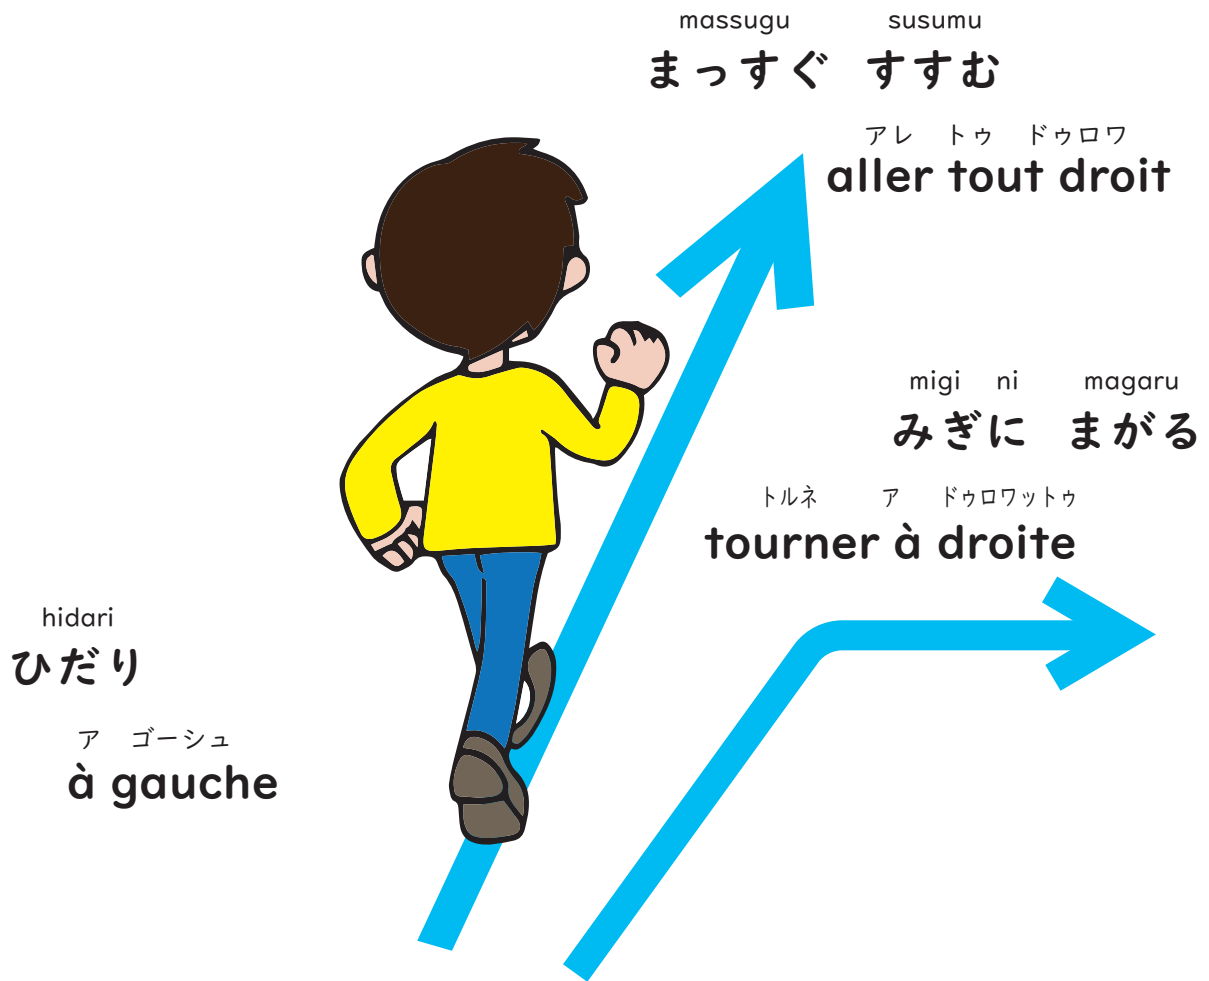 massugu susumu
まっすぐ すすむ
アレ トゥ ドゥロワ
aller tout droit
migi ni magaru
みぎに まがる
トルネ ア ドゥロワットゥ
tourner à droite
hidari
ひだり
ア ゴーシュ
à gauche